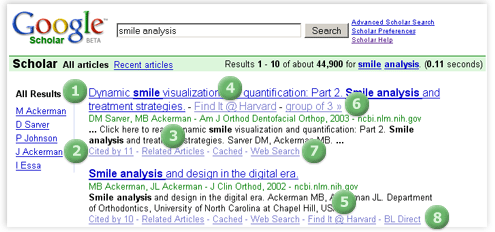 Google
Scholar BETA
smile analysis
Search
Advanced Scholar Search
Scholar Preferences
Scholar Help
Scholar All articles Recent articles
Results 1 - 10 of about 44,900 for smile analysis. (0.11 seconds)
All Results
M Ackerman
D Sarver
P Johnson
J Ackerman
I Essa
1
Dynamic smile visualization 4 quantification: Part 2. Smile analysis and
treatment strategies. - Find It @ Harvard - group of 3 » 6
DM Sarver, MB Ackerman - Am J Orthod Dentofacial Orthop, 2003 - ncbi.nlm.nih.gov
... Click here to 3 dynamic smile visualization and quantification: Part 2. Smile
analysis and strategies. Sarver DM, Ackerman MB. ...
2 Cited by 11 - Related Articles - Cached - Web Search 7
Smile analysis and design in the digital era.
MB Ackerman, JL Ackerman - J Clin Orthod, 2002 - ncbi.nlm.nih.gov
Smile analysis and design in the digital era. Ackerman MB, JL. Department
of Orthodontics, University of North Carolina at Chapel Hill, 5
Cited by 10 - Related Articles - Cached - Web Search - Find It @ Harvard - BL Direct 8